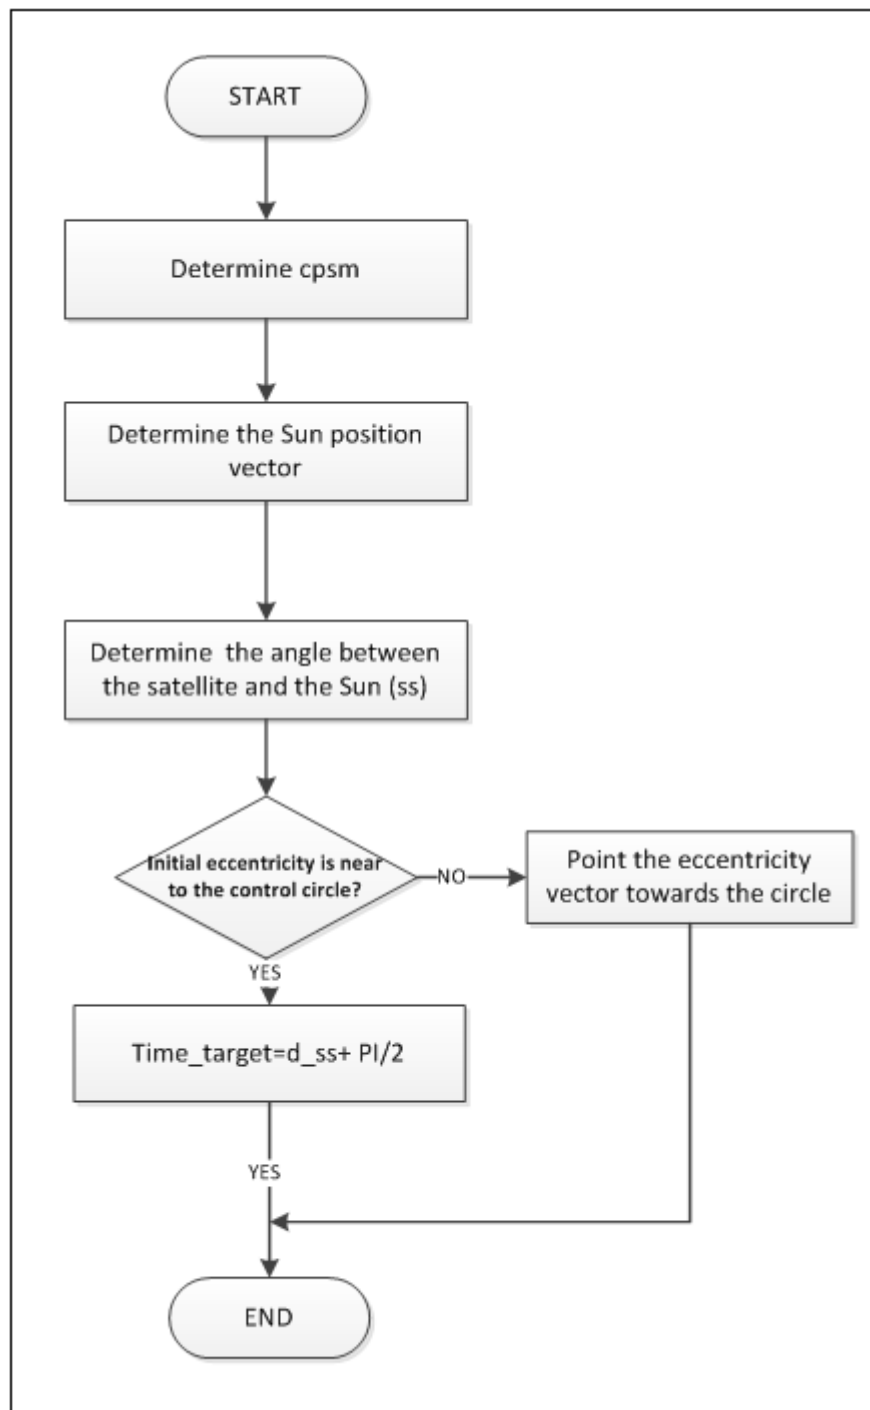 START
Determine cpsm
Determine the Sun position
vector
Determine  the angle between
the satellite and the Sun (ss)
Initial eccentricity is near
to the control circle?
NO
Point the eccentricity
vector towards the circle
YES
Time_target=d_ss+ PI/2
YES
END